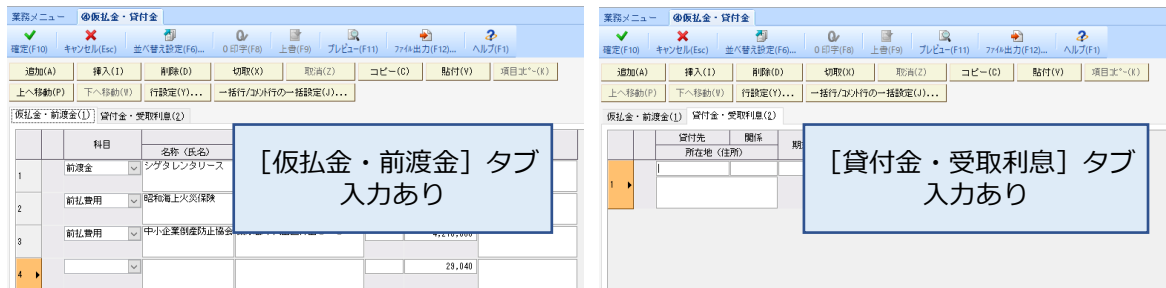 業務メニュー ④仮払金・貸付金
確定(F10) キャンセル(Esc) 並べ替え設定(F6)... 0印字(F8) 上書(F9) プレビュー(F11) ファイル出力(F12)... ヘルプ(F1)
追加(A) 挿入(I) 削除(D) 切取(X) 取消(Z) コピー(C) 貼付(V) 項目コピー(K)
上へ移動(P) 下へ移動(W) 行設定(Y)... 一括行/コメント行の一括設定(J)...
仮払金・前渡金(1) 貸付金・受取利息(2)
科目
名称（氏名）
1 前渡金 シゲタレンタリース
2 前払費用 昭和海上火災保険
3 前払費用 中小企業倒産防止協会
4 29,040
［仮払金・前渡金］タブ
入力あり
業務メニュー ④仮払金・貸付金
確定(F10) キャンセル(Esc) 並べ替え設定(F6)... 0印字(F8) 上書(F9) プレビュー(F11) ファイル出力(F12)... ヘルプ(F1)
追加(A) 挿入(I) 削除(D) 切取(X) 取消(Z) コピー(C) 貼付(V) 項目コピー(K)
上へ移動(P) 下へ移動(W) 行設定(Y)... 一括行/コメント行の一括設定(J)...
仮払金・前渡金(1) 貸付金・受取利息(2)
貸付先 関係 期
所在地（住所）
1
［貸付金・受取利息］タブ
入力あり